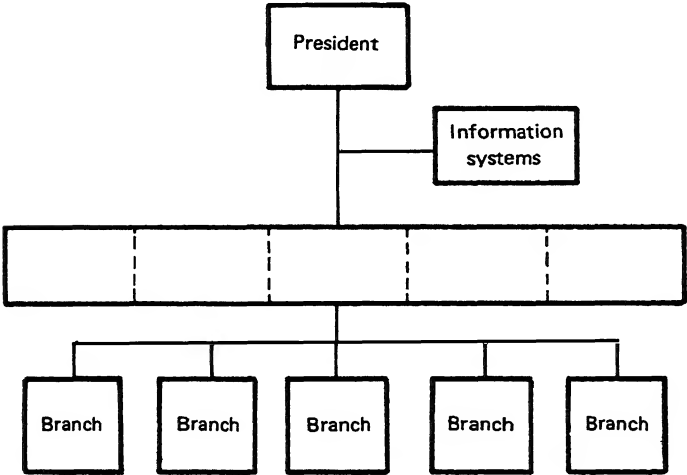 President
Information
systems
Branch
Branch
Branch
Branch
Branch